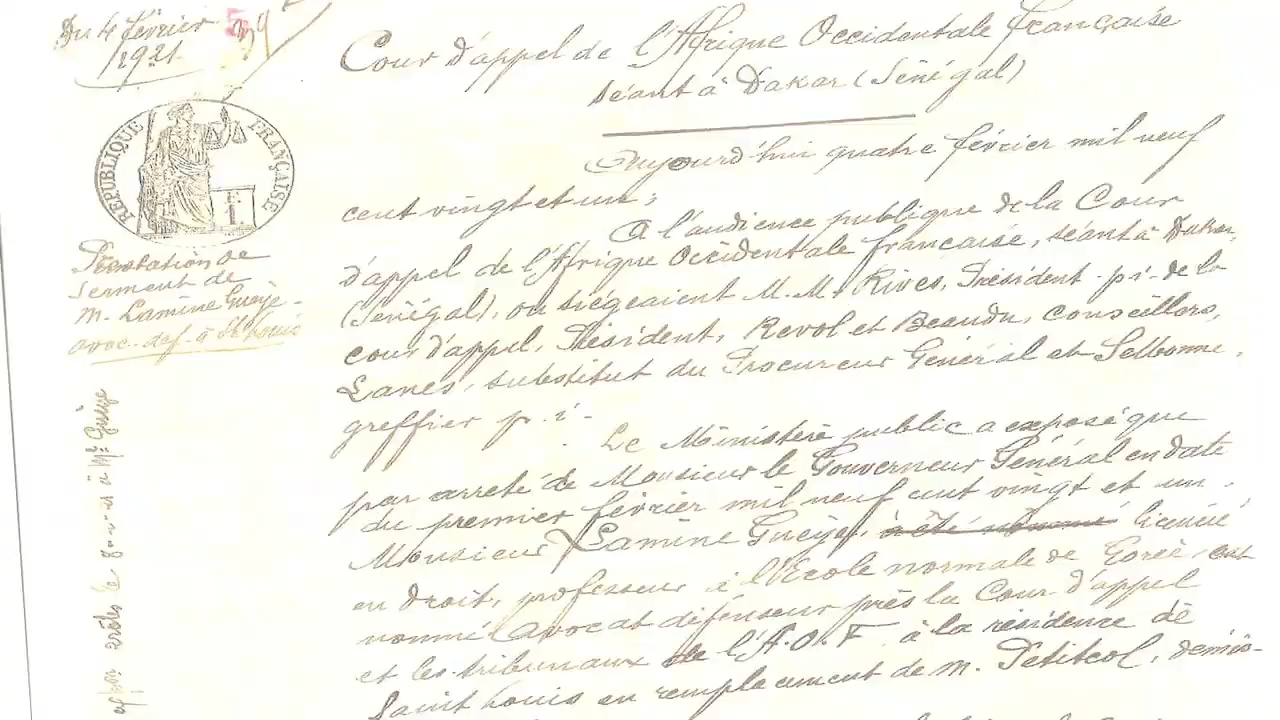 Du 4 février
1921.
Cour d'appel de l'Afrique Occidentale française
séant à Dakar (Sénégal)
RÉPUBLIQUE FRANÇAISE
Prestation de
serment de
M. Lamine Guèye
avoc. def. à St Louis
Aujourd'hui quatre février mil neuf
cent vingt et un;
A l'audience publique de la Cour
d'appel de l'Afrique Occidentale française, séant à Dakar,
(Sénégal), où siégeaient M.M. Rives, Président p.i. de la
cour d'appel, Président, Revol et Beaudu, conseillers,
Lanes, substitut du Procureur Général et Selbonne,
greffier p.i.
Le Ministère public a exposé que
par arrêté de Monsieur le Gouverneur Général en date
du premier février mil neuf cent vingt et un.
Monsieur Lamine Guèye, a été nommé licencié
en droit, professeur à l'Ecole normale de Gorée, est
nommé avocat défenseur près la Cour d'appel
et les tribunaux de l'A.O.F. à la résidence de
Saint Louis en remplacement de M. Petitcol, démis-